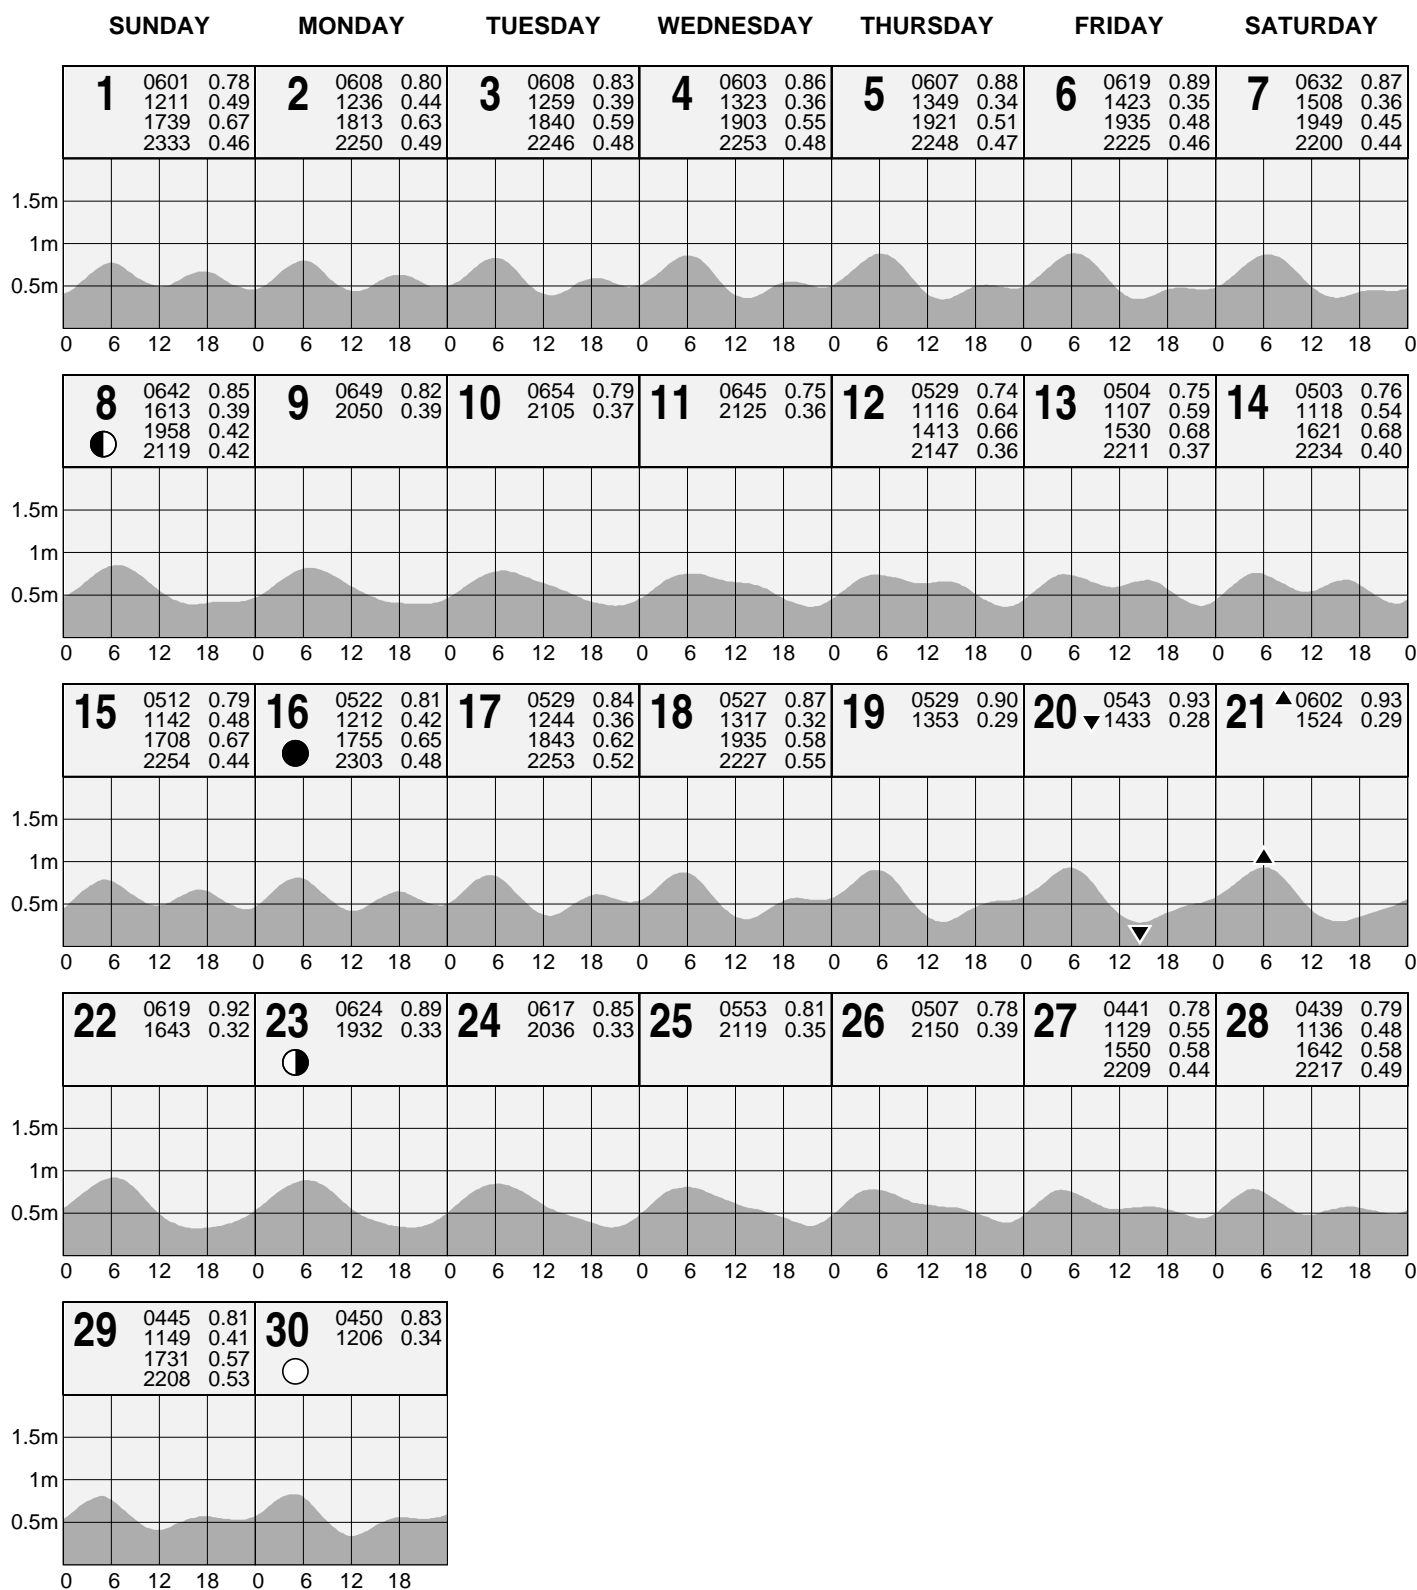 SUNDAY MONDAY TUESDAY WEDNESDAY THURSDAY FRIDAY SATURDAY
1 0601 0.78 2 0608 0.80 3 0608 0.83 4 0603 0.86 5 0607 0.88 6 0619 0.89 7 0632 0.87
1211 0.49 1236 0.44 1259 0.39 1323 0.36 1349 0.34 1423 0.35 1508 0.36
1739 0.67 1813 0.63 1840 0.59 1903 0.55 1921 0.51 1935 0.48 1949 0.45
2333 0.46 2250 0.49 2246 0.48 2253 0.48 2248 0.47 2225 0.46 2200 0.44
1.5m
1m
0.5m
0 6 12 18 0 6 12 18 0 6 12 18 0 6 12 18 0 6 12 18 0 6 12 18 0 6 12 18 0
8 0642 0.85 9 0649 0.82 10 0654 0.79 11 0645 0.75 12 0529 0.74 13 0504 0.75 14 0503 0.76
1613 0.39 2050 0.39 2105 0.37 2125 0.36 1116 0.64 1107 0.59 1118 0.54
1958 0.42 1413 0.66 1530 0.68 1621 0.68
2119 0.42 2147 0.36 2211 0.37 2234 0.40
1.5m
1m
0.5m
0 6 12 18 0 6 12 18 0 6 12 18 0 6 12 18 0 6 12 18 0 6 12 18 0 6 12 18 0
15 0512 0.79 16 0522 0.81 17 0529 0.84 18 0527 0.87 19 0529 0.90 20 0543 0.93 21 0602 0.93
1142 0.48 1212 0.42 1244 0.36 1317 0.32 1353 0.29 1433 0.28 1524 0.29
1708 0.67 1755 0.65 1843 0.62 1935 0.58
2254 0.44 2303 0.48 2253 0.52 2227 0.55
1.5m
1m
0.5m
0 6 12 18 0 6 12 18 0 6 12 18 0 6 12 18 0 6 12 18 0 6 12 18 0 6 12 18 0
22 0619 0.92 23 0624 0.89 24 0617 0.85 25 0553 0.81 26 0507 0.78 27 0441 0.78 28 0439 0.79
1643 0.32 1932 0.33 2036 0.33 2119 0.35 2150 0.39 1129 0.55 1136 0.48
1550 0.58 1642 0.58
2209 0.44 2217 0.49
1.5m
1m
0.5m
0 6 12 18 0 6 12 18 0 6 12 18 0 6 12 18 0 6 12 18 0 6 12 18 0 6 12 18 0
29 0445 0.81 30 0450 0.83
1149 0.41 1206 0.34
1731 0.57
2208 0.53
1.5m
1m
0.5m
0 6 12 18 0 6 12 18